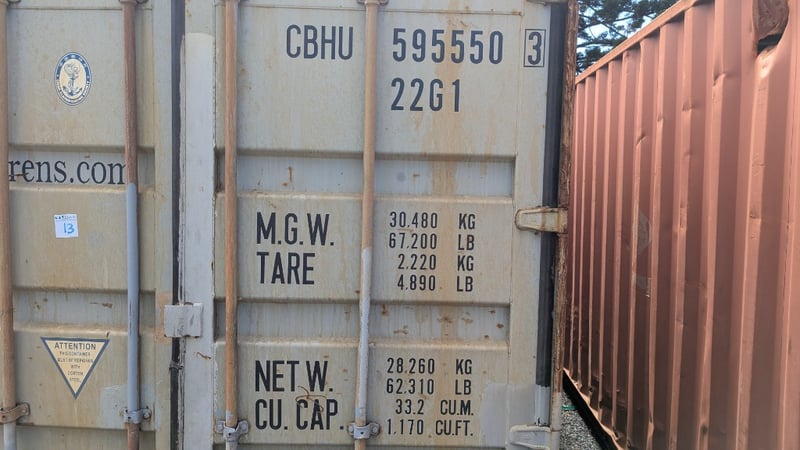 CBHU 595550 3
22G1
rens.com
13
M.G.W. 30.480 KG
67.200 LB
TARE 2.220 KG
4.890 LB
ATTENTION
NET W. 28.260 KG
62.310 LB
CU. CAP. 33.2 CU.M.
1.170 CU.FT.